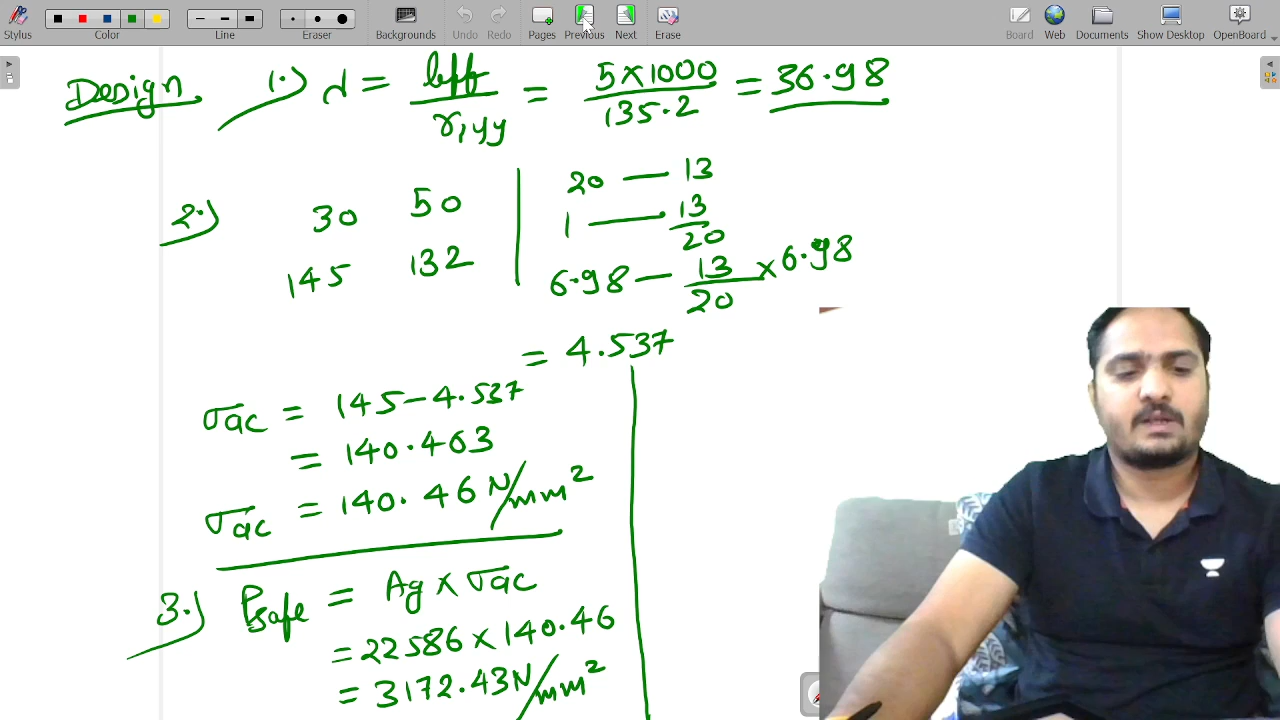 Stylus Color Line Eraser Backgrounds Undo Redo Pages Previous Next Erase Board Web Documents Show Desktop OpenBoard
Design 1.) λ = leff / r,yy = 5×1000 / 135.2 = 36.98
2.) 30 50
145 132
20 — 13
1 — 13/20
6.98 — 13/20 × 6.98
= 4.537
σac = 145-4.537
= 140.463
σac = 140.46 N/mm²
3.) Psafe = Ag × σac
= 22586 × 140.46
= 3172.43 N/mm²